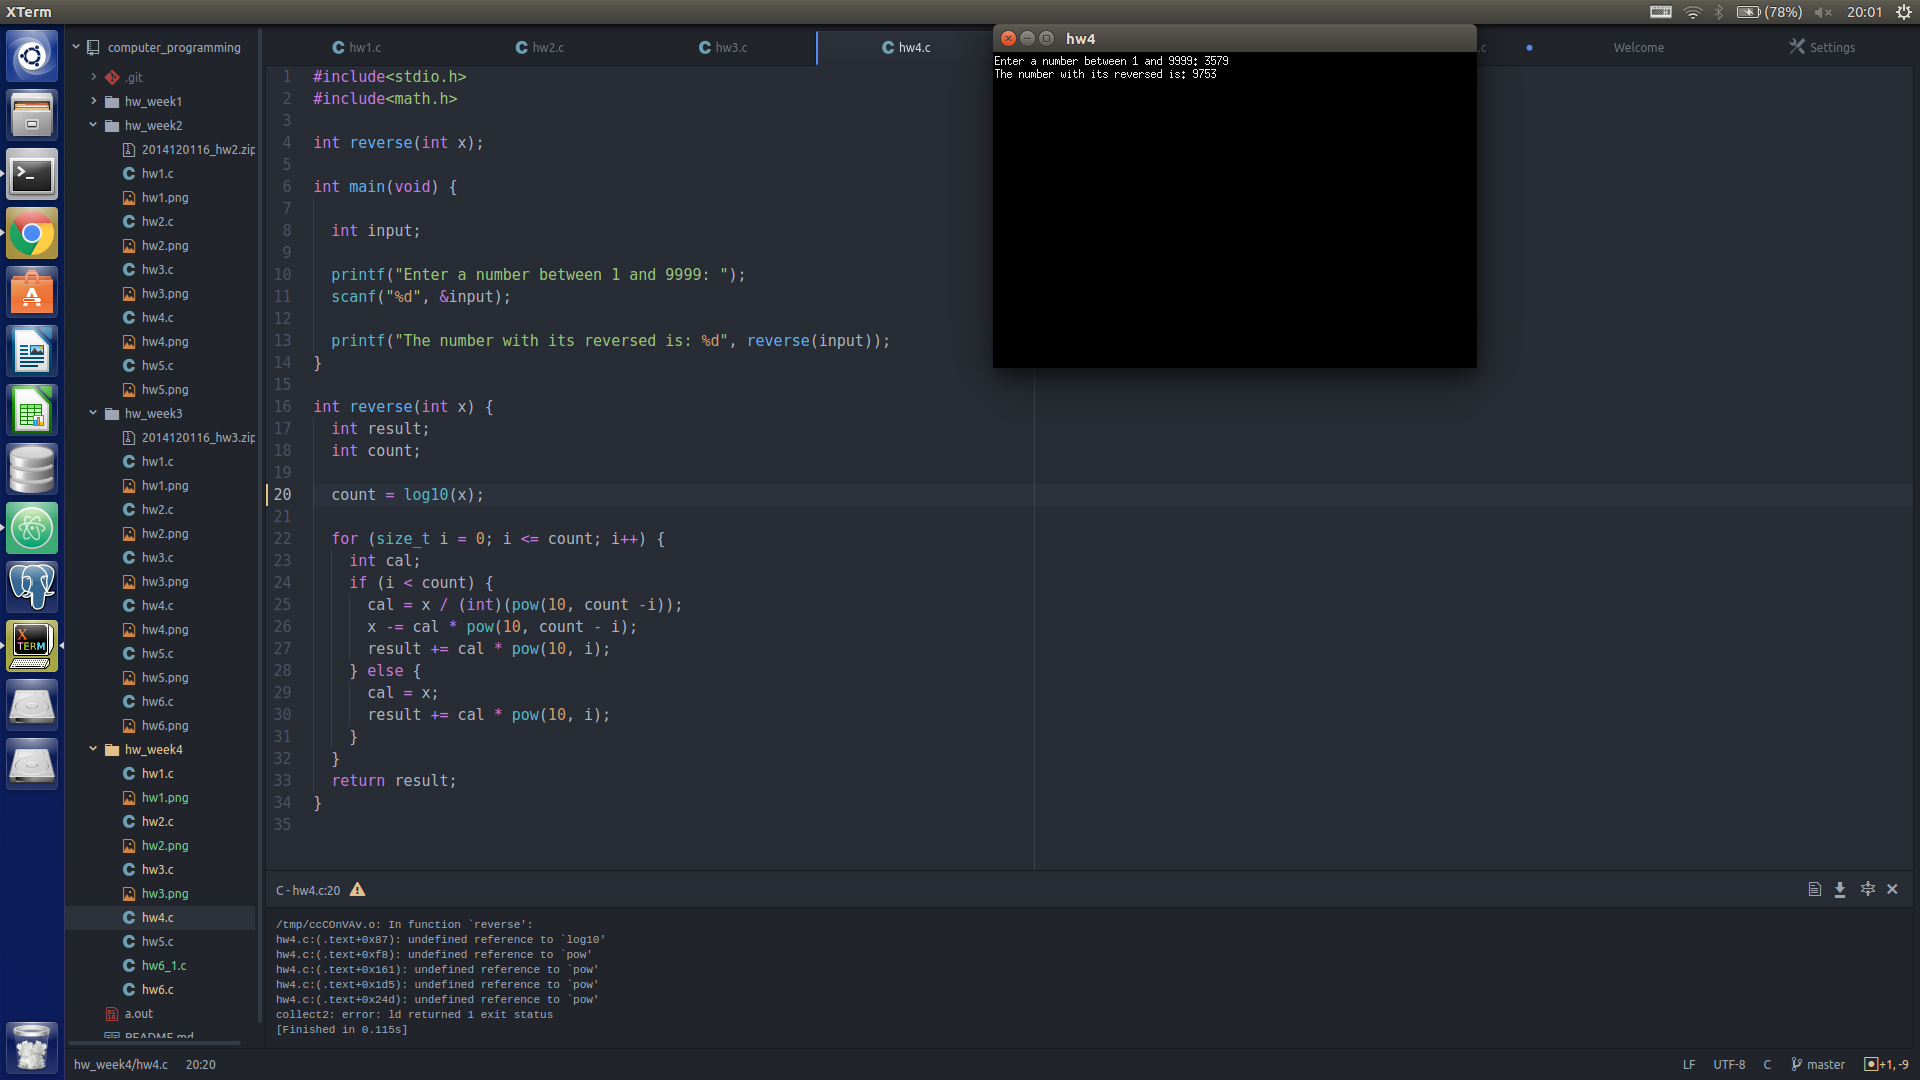 XTerm
(78%)
20:01
computer_programming
.git
hw_week1
hw_week2
2014120116_hw2.zip
hw1.c
hw1.png
hw2.c
hw2.png
hw3.c
hw3.png
hw4.c
hw4.png
hw5.c
hw5.png
hw_week3
2014120116_hw3.zip
hw1.c
hw1.png
hw2.c
hw2.png
hw3.c
hw3.png
hw4.c
hw4.png
hw5.c
hw5.png
hw6.c
hw6.png
hw_week4
hw1.c
hw1.png
hw2.c
hw2.png
hw3.c
hw3.png
hw4.c
hw5.c
hw6_1.c
hw6.c
a.out
README.md
hw1.c
hw2.c
hw3.c
hw4.c
.c
Welcome
Settings
1 #include<stdio.h>
2 #include<math.h>
3
4 int reverse(int x);
5
6 int main(void) {
7
8 int input;
9
10 printf("Enter a number between 1 and 9999: ");
11 scanf("%d", &input);
12
13 printf("The number with its reversed is: %d", reverse(input));
14 }
15
16 int reverse(int x) {
17 int result;
18 int count;
19
20 count = log10(x);
21
22 for (size_t i = 0; i <= count; i++) {
23 int cal;
24 if (i < count) {
25 cal = x / (int)(pow(10, count -i));
26 x -= cal * pow(10, count - i);
27 result += cal * pow(10, i);
28 } else {
29 cal = x;
30 result += cal * pow(10, i);
31 }
32 }
33 return result;
34 }
35
hw4
Enter a number between 1 and 9999: 3579
The number with its reversed is: 9753
X
TERM
C - hw4.c:20
/tmp/ccCOnVAv.o: In function `reverse':
hw4.c:(.text+0x87): undefined reference to `log10'
hw4.c:(.text+0xf8): undefined reference to `pow'
hw4.c:(.text+0x161): undefined reference to `pow'
hw4.c:(.text+0x1d5): undefined reference to `pow'
hw4.c:(.text+0x24d): undefined reference to `pow'
collect2: error: ld returned 1 exit status
[Finished in 0.115s]
hw_week4/hw4.c 20:20
LF UTF-8 C master +1, -9